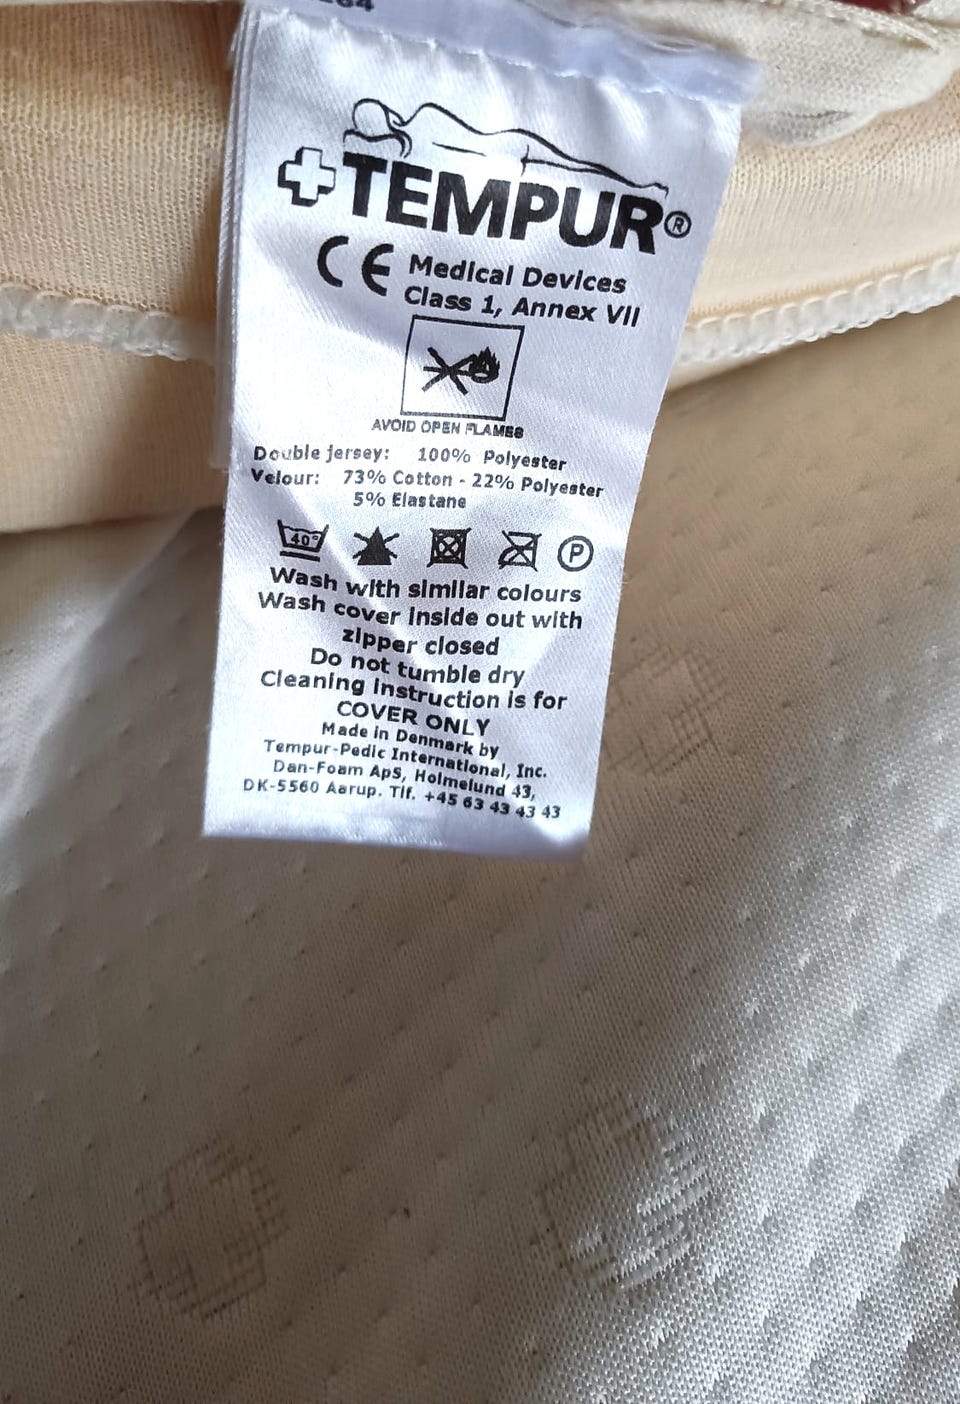 TEMPUR®
CE Medical Devices
Class 1, Annex VII
AVOID OPEN FLAMES
Double jersey: 100% Polyester
Velour: 73% Cotton - 22% Polyester
5% Elastane
40° P
Wash with similar colours
Wash cover inside out with
zipper closed
Do not tumble dry
Cleaning instruction is for
COVER ONLY
Made in Denmark by
Tempur-Pedic International, Inc.
Dan-Foam ApS, Holmelund 43,
DK-5560 Aarup. Tlf. +45 63 43 43 43